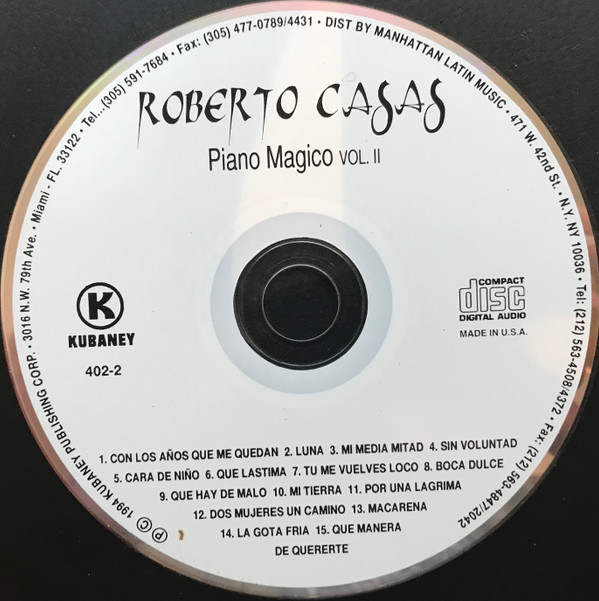 ROBERTO CASAS
Piano Magico VOL. II
K
KUBANEY
402-2
COMPACT
disc
DIGITAL AUDIO
MADE IN U.S.A.
1. CON LOS AÑOS QUE ME QUEDAN 2. LUNA 3. MI MEDIA MITAD 4. SIN VOLUNTAD
5. CARA DE NIÑO 6. QUE LASTIMA 7. TU ME VUELVES LOCO 8. BOCA DULCE
9. QUE HAY DE MALO 10. MI TIERRA 11. POR UNA LAGRIMA
12. DOS MUJERES UN CAMINO 13. MACARENA
14. LA GOTA FRIA 15. QUE MANERA
DE QUERERTE
Ⓟ© 1994 KUBANEY PUBLISHING CORP. • 3016 N.W. 79th Ave. • Miami • FL. 33122 • Tel...(305) 591-7684 • Fax: (305) 477-0789/4431 • DIST BY MANHATTAN LATIN MUSIC • 471 W. 42nd St. • N.Y. NY 10036 • Tel: (212) 563-4508/4372 • Fax: (212) 563-4847/2042